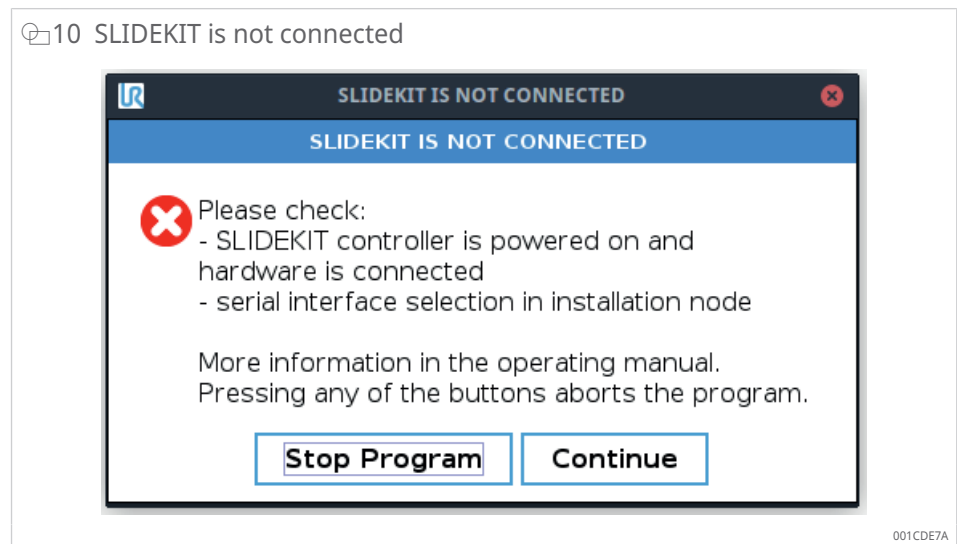 10 SLIDEKIT is not connected
UR
SLIDEKIT IS NOT CONNECTED
SLIDEKIT IS NOT CONNECTED
Please check:
- SLIDEKIT controller is powered on and
hardware is connected
- serial interface selection in installation node
More information in the operating manual.
Pressing any of the buttons aborts the program.
Stop Program
Continue
001CDE7A